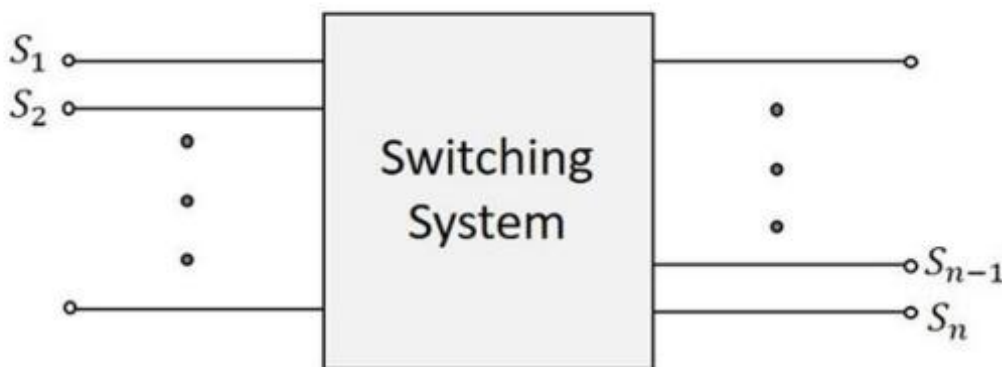 S₁
S₂
Switching
System
Sₙ₋₁
Sₙ